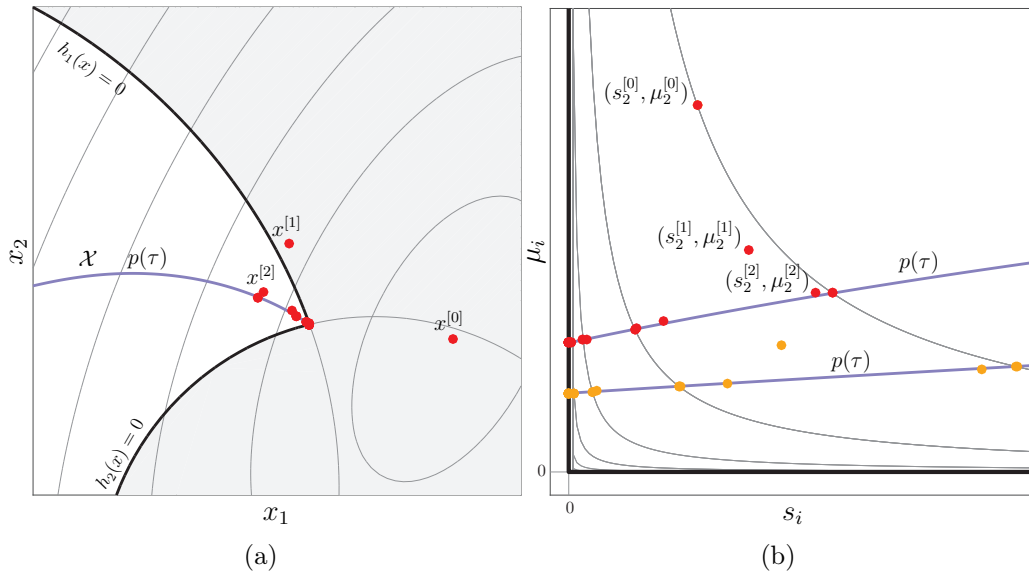 h₁(x) = 0
x^{[1]}
𝒳
p(τ)
x^{[2]}
x^{[0]}
h₂(x) = 0
x₂
x₁
(a)
(s₂^{[0]}, μ₂^{[0]})
(s₂^{[1]}, μ₂^{[1]})
(s₂^{[2]}, μ₂^{[2]})
p(τ)
p(τ)
μᵢ
0
0
sᵢ
(b)